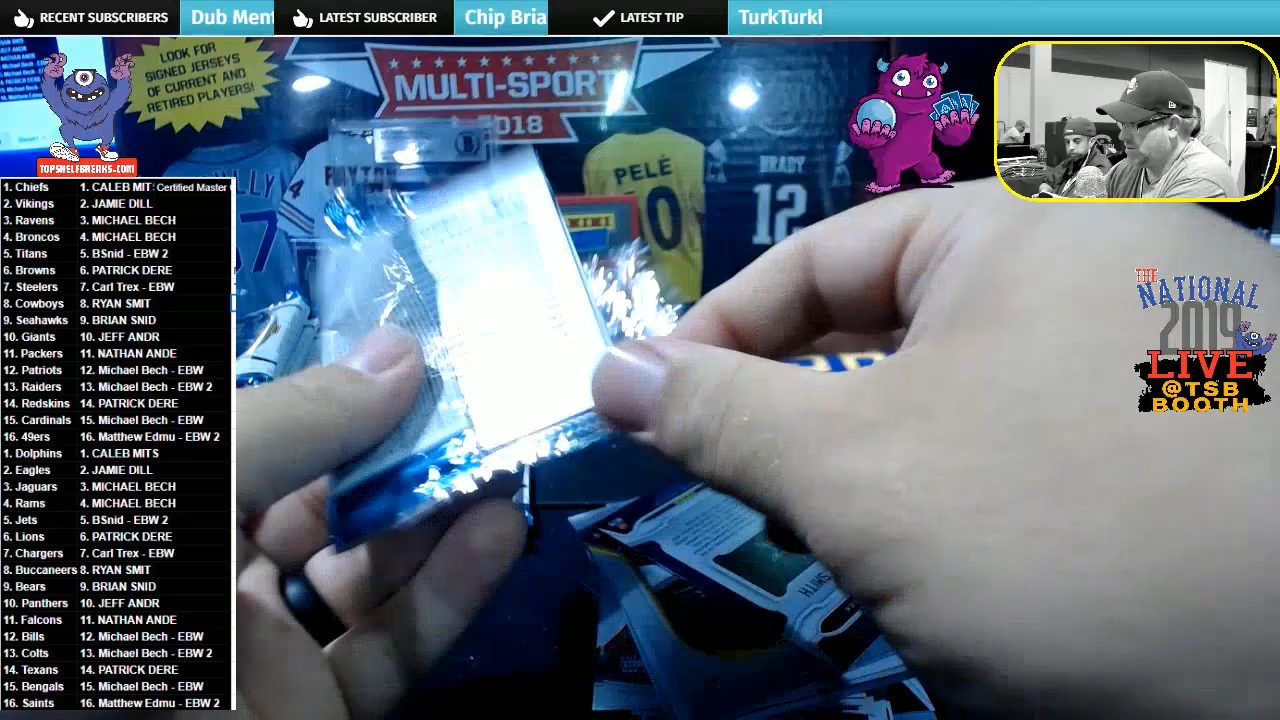 RECENT SUBSCRIBERS
Dub Ment
LATEST SUBSCRIBER
Chip Bria
LATEST TIP
TurkTurkl
LOOK FOR
SIGNED JERSEYS
OF CURRENT AND
RETIRED PLAYERS!
MULTI-SPORT
2018
PELÉ
BRADY
12
TOPSHELFBREAKS.COM
THE
NATIONAL
2019
LIVE
@TSB
BOOTH
1. Chiefs 1. CALEB MIT: Certified Master
2. Vikings 2. JAMIE DILL
3. Ravens 3. MICHAEL BECH
4. Broncos 4. MICHAEL BECH
5. Titans 5. BSnid - EBW 2
6. Browns 6. PATRICK DERE
7. Steelers 7. Carl Trex - EBW
8. Cowboys 8. RYAN SMIT
9. Seahawks 9. BRIAN SNID
10. Giants 10. JEFF ANDR
11. Packers 11. NATHAN ANDE
12. Patriots 12. Michael Bech - EBW
13. Raiders 13. Michael Bech - EBW 2
14. Redskins 14. PATRICK DERE
15. Cardinals 15. Michael Bech - EBW
16. 49ers 16. Matthew Edmu - EBW 2
1. Dolphins 1. CALEB MITS
2. Eagles 2. JAMIE DILL
3. Jaguars 3. MICHAEL BECH
4. Rams 4. MICHAEL BECH
5. Jets 5. BSnid - EBW 2
6. Lions 6. PATRICK DERE
7. Chargers 7. Carl Trex - EBW
8. Buccaneers 8. RYAN SMIT
9. Bears 9. BRIAN SNID
10. Panthers 10. JEFF ANDR
11. Falcons 11. NATHAN ANDE
12. Bills 12. Michael Bech - EBW
13. Colts 13. Michael Bech - EBW 2
14. Texans 14. PATRICK DERE
15. Bengals 15. Michael Bech - EBW
16. Saints 16. Matthew Edmu - EBW 2
SMITH